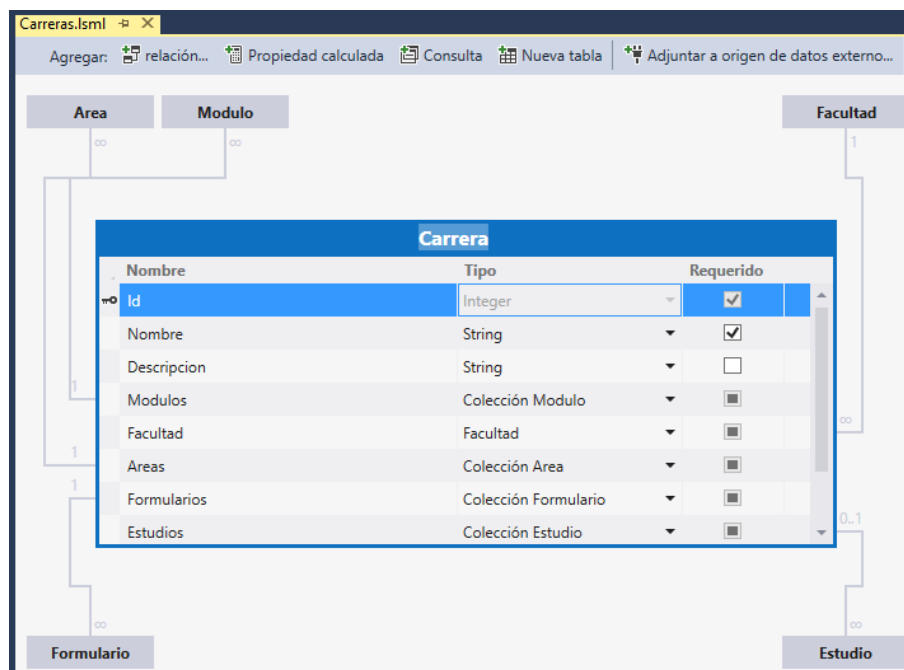 Carreras.lsml
Agregar: relación... Propiedad calculada Consulta Nueva tabla Adjuntar a origen de datos externo...
Area Modulo Facultad
∞ ∞ 1
Carrera
Nombre Tipo Requerido
Id Integer
Nombre String
Descripcion String
1 Modulos Colección Modulo
Facultad Facultad ∞
1 Areas Colección Area
1 Formularios Colección Formulario
Estudios Colección Estudio 0..1
∞ ∞
Formulario Estudio